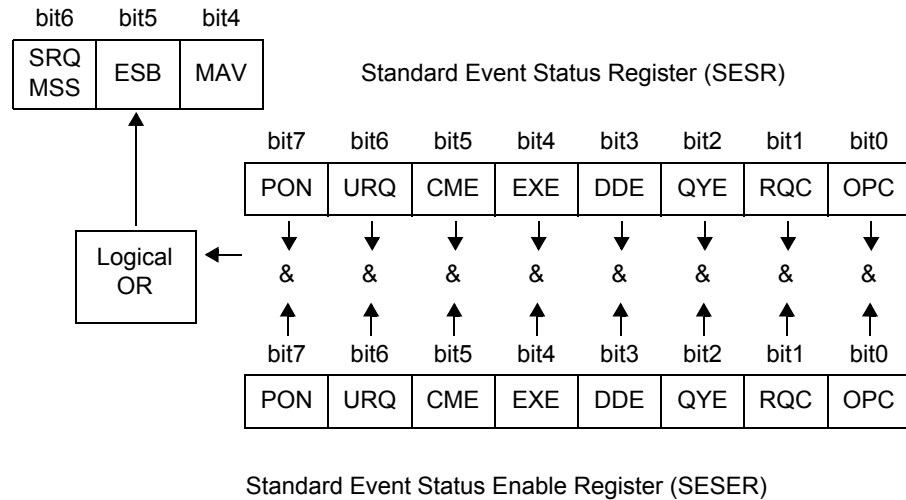 bit6 bit5 bit4
SRQ
MSS
ESB
MAV
Standard Event Status Register (SESR)
bit7 bit6 bit5 bit4 bit3 bit2 bit1 bit0
PON URQ CME EXE DDE QYE RQC OPC
Logical
OR
& & & & & & & &
bit7 bit6 bit5 bit4 bit3 bit2 bit1 bit0
PON URQ CME EXE DDE QYE RQC OPC
Standard Event Status Enable Register (SESER)